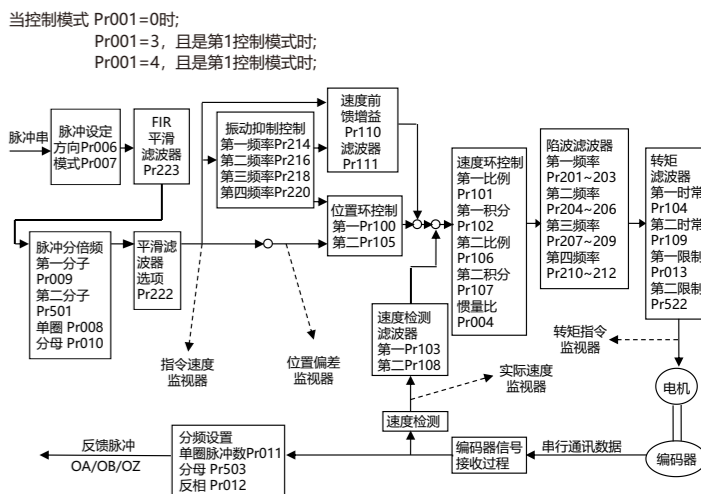 当控制模式 Pr001=0时;
Pr001=3，且是第1控制模式时;
Pr001=4，且是第1控制模式时;
脉冲串
脉冲设定
方向Pr006
模式Pr007
FIR
平滑
滤波器
Pr223
振动抑制控制
第一频率Pr214
第二频率Pr216
第三频率Pr218
第四频率Pr220
速度前
馈增益
Pr110
滤波器
Pr111
位置环控制
第一Pr100
第二Pr105
速度环控制
第一比例
Pr101
第一积分
Pr102
第二比例
Pr106
第二积分
Pr107
惯量比
Pr004
陷波滤波器
第一频率
Pr201~203
第二频率
Pr204~206
第三频率
Pr207~209
第四频率
Pr210~212
转矩
滤波器
第一时常
Pr104
第二时常
Pr109
第一限制
Pr013
第二限制
Pr522
脉冲分倍频
第一分子
Pr009
第二分子
Pr501
单圈 Pr008
分母 Pr010
平滑滤
波器
选项
Pr222
指令速度
监视器
位置偏差
监视器
速度检测
滤波器
第一Pr103
第二Pr108
实际速度
监视器
转矩指令
监视器
电机
速度检测
反馈脉冲
OA/OB/OZ
分频设置
单圈脉冲数Pr011
分母 Pr503
反相 Pr012
编码器信号
接收过程
串行通讯数据
编码器